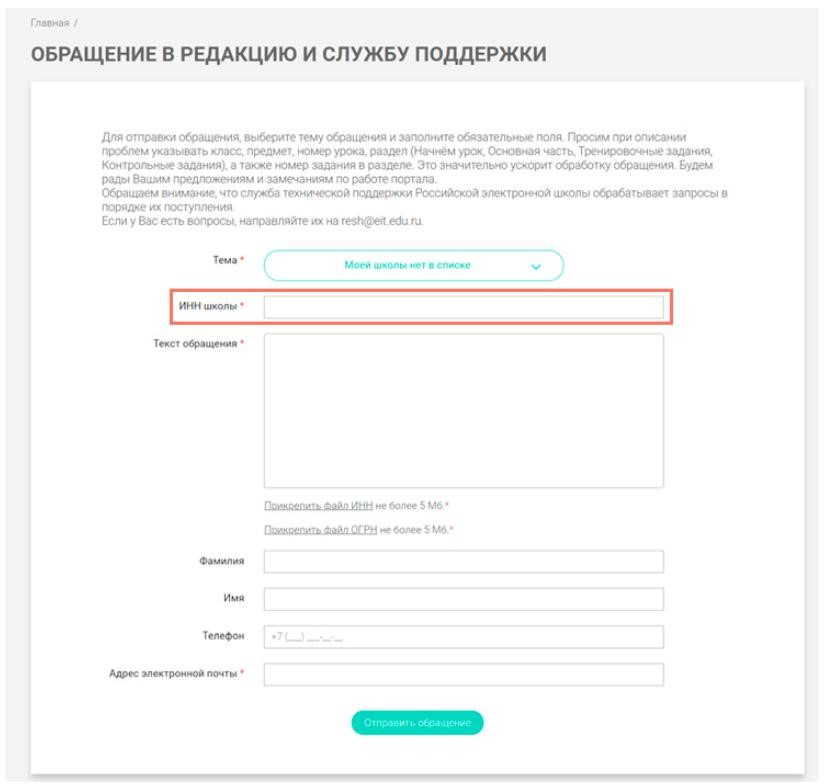 Главная /
ОБРАЩЕНИЕ В РЕДАКЦИЮ И СЛУЖБУ ПОДДЕРЖКИ
Для отправки обращения, выберите тему обращения и заполните обязательные поля. Просим при описании
проблем указывать класс, предмет, номер урока, раздел (Начнём урок, Основная часть, Тренировочные задания,
Контрольные задания), а также номер задания в разделе. Это значительно ускорит обработку обращения. Будем
рады Вашим предложениям и замечаниям по работе портала.
Обращаем внимание, что служба технической поддержки Российской электронной школы обрабатывает запросы в
порядке их поступления.
Если у Вас есть вопросы, направляйте их на resh@eit.edu.ru.
Тема * Моей школы нет в списке
ИНН школы *
Текст обращения *
Прикрепить файл ИНН не более 5 Мб.*
Прикрепить файл ОГРН не более 5 Мб.*
Фамилия
Имя
Телефон +7 (___) ___-__-__
Адрес электронной почты *
Отправить обращение